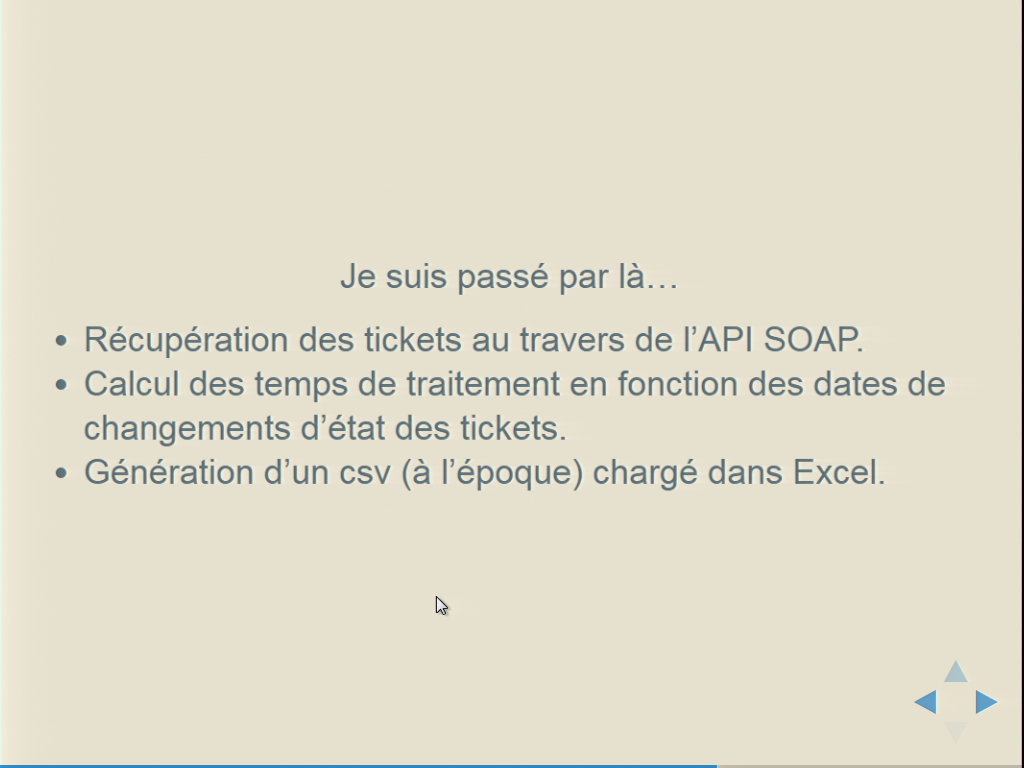 Je suis passé par là…
• Récupération des tickets au travers de l’API SOAP.
• Calcul des temps de traitement en fonction des dates de
changements d’état des tickets.
• Génération d’un csv (à l’époque) chargé dans Excel.